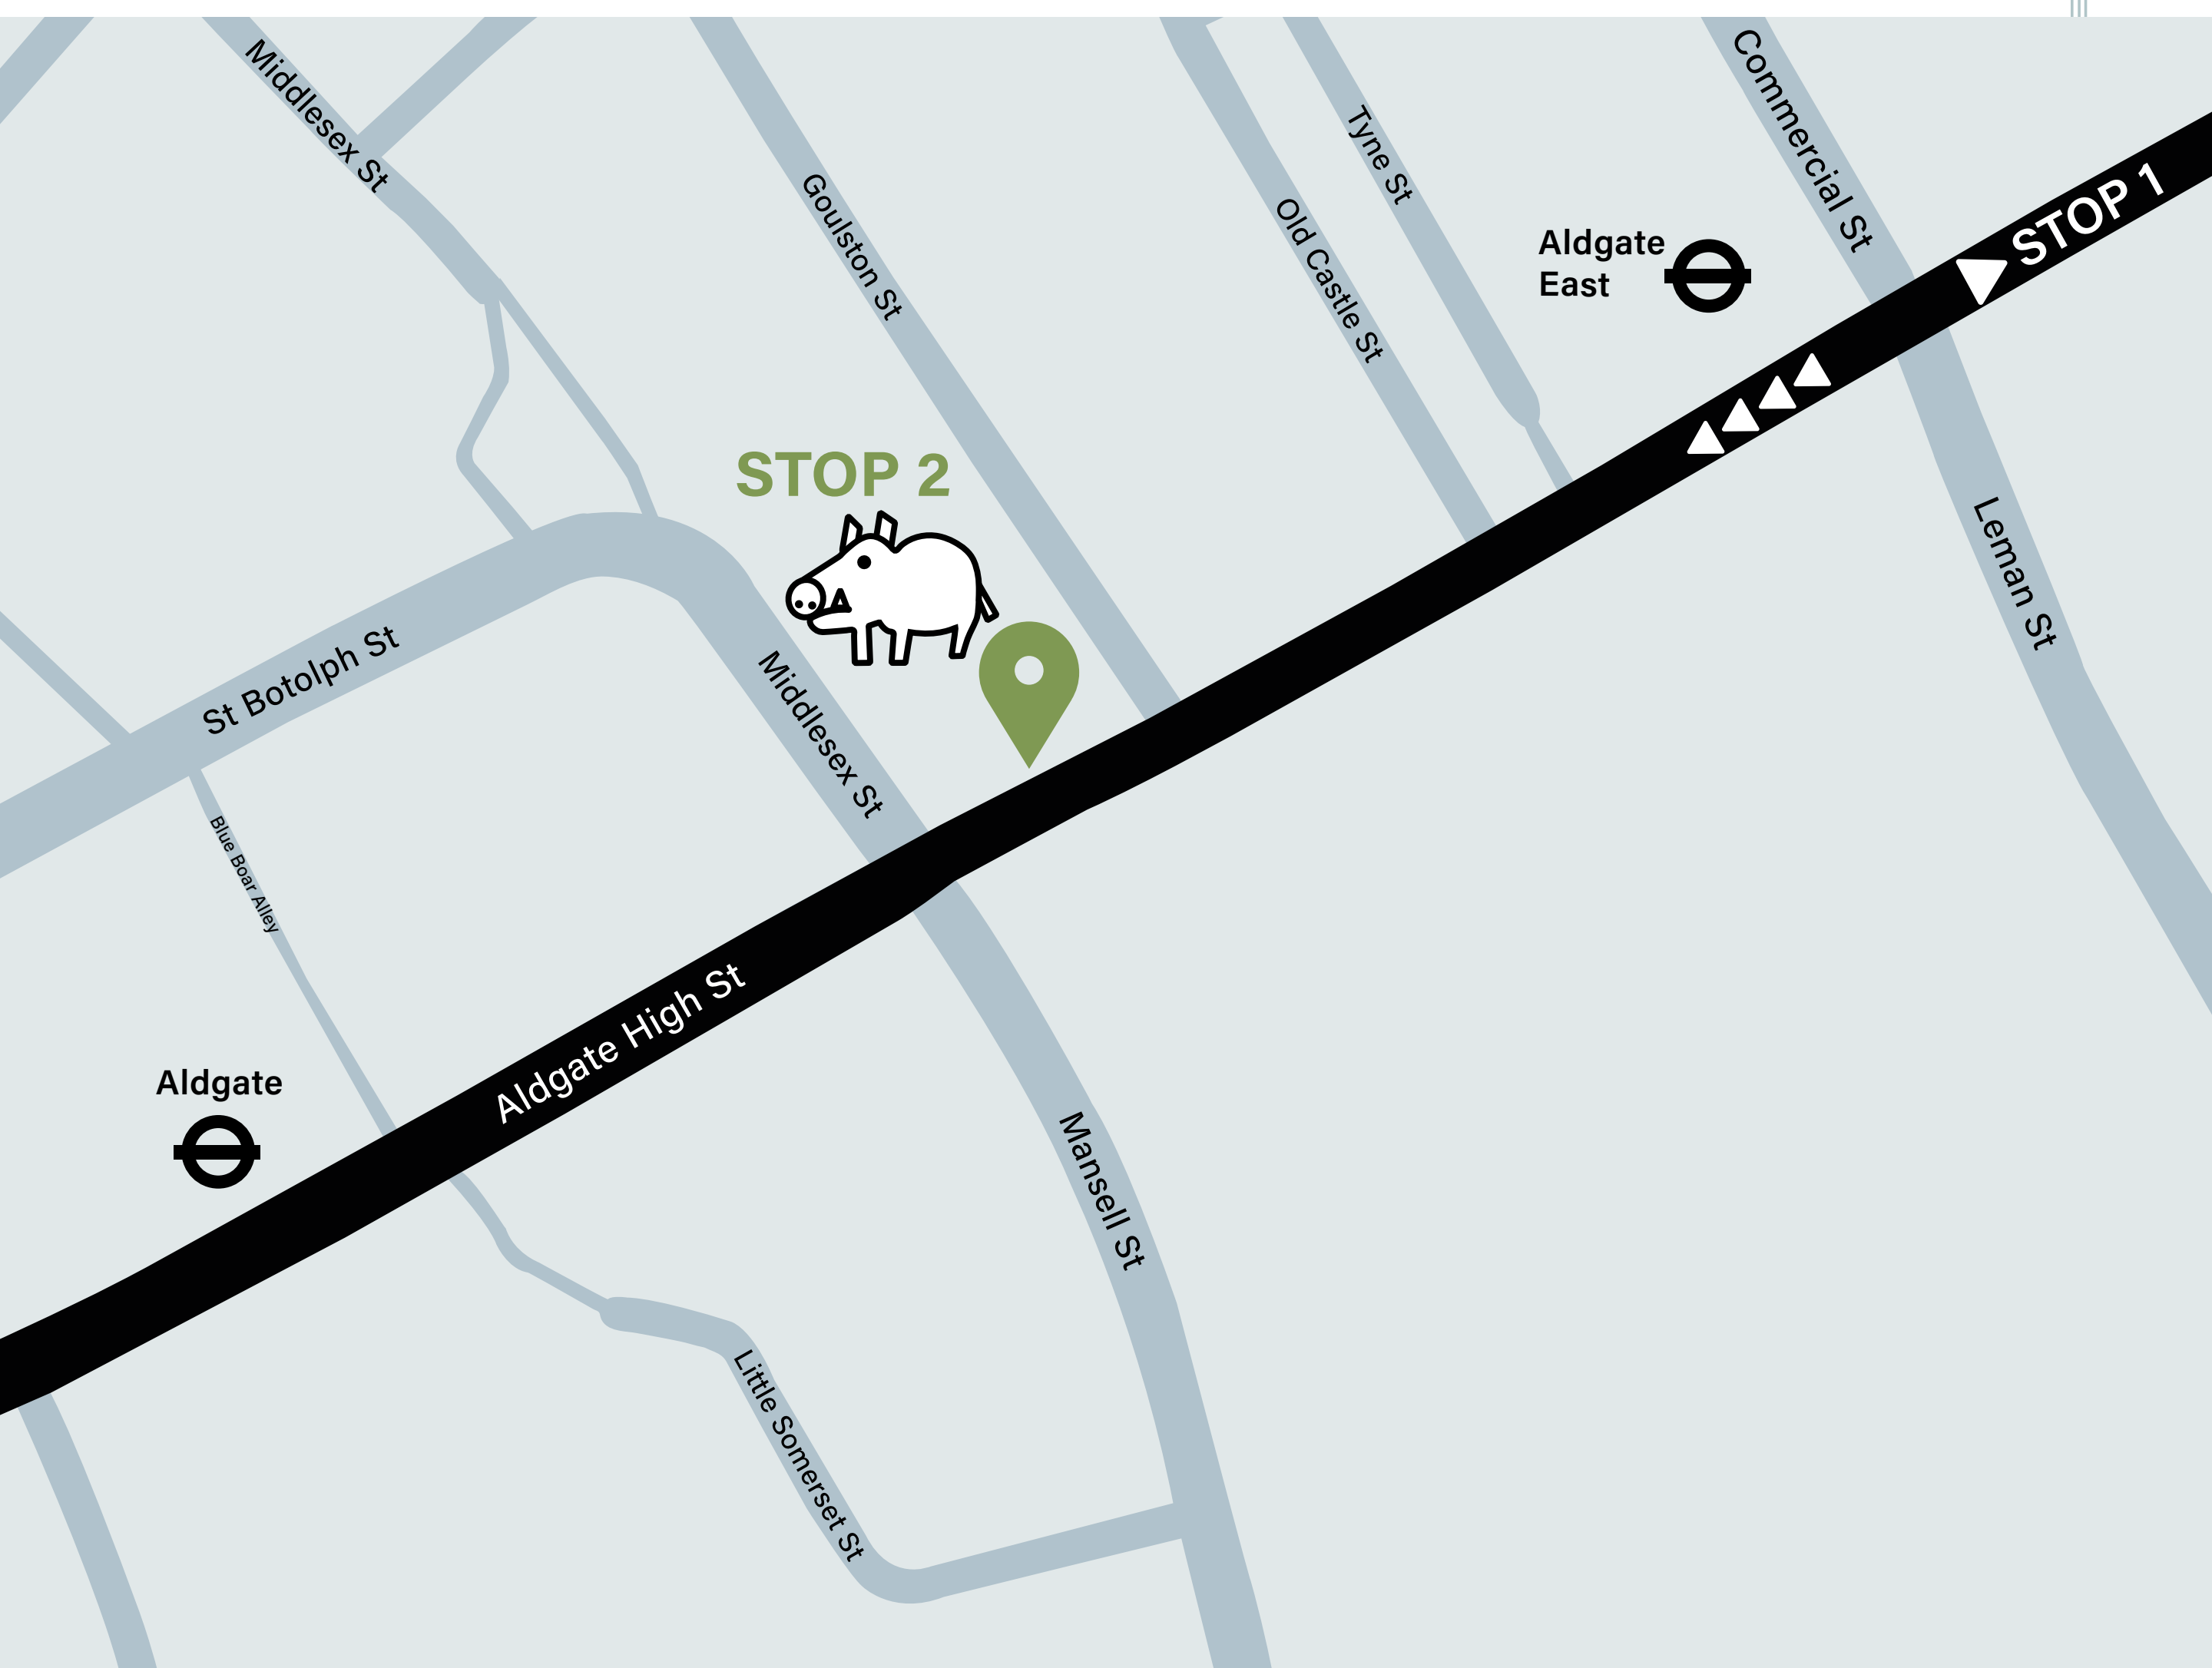 Middlesex St
Goulston St
Tyne St
Old Castle St
Commercial St
STOP 1
Aldgate
East
Leman St
STOP 2
St Botolph St
Middlesex St
Blue Boar Alley
Aldgate High St
Aldgate
Mansell St
Little Somerset St